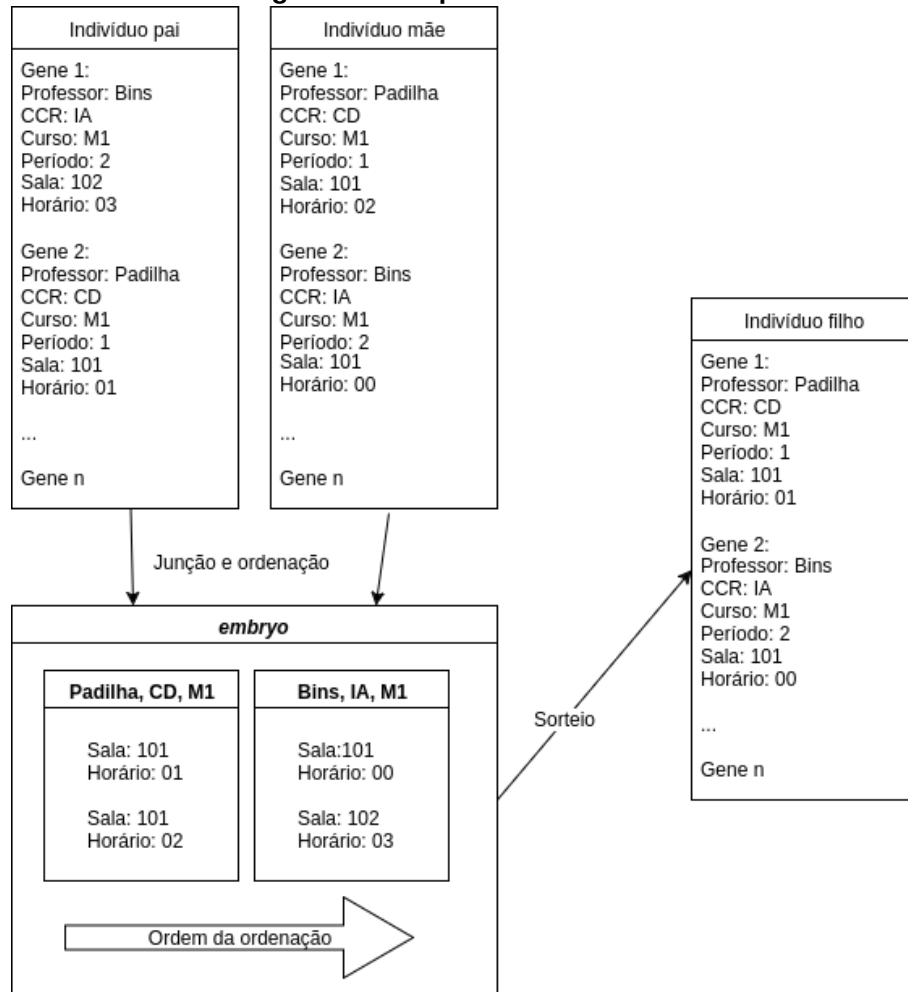 Indivíduo pai
Gene 1:
Professor: Bins
CCR: IA
Curso: M1
Período: 2
Sala: 102
Horário: 03
Gene 2:
Professor: Padilha
CCR: CD
Curso: M1
Período: 1
Sala: 101
Horário: 01
...
Gene n
Indivíduo mãe
Gene 1:
Professor: Padilha
CCR: CD
Curso: M1
Período: 1
Sala: 101
Horário: 02
Gene 2:
Professor: Bins
CCR: IA
Curso: M1
Período: 2
Sala: 101
Horário: 00
...
Gene n
Junção e ordenação
embryo
Padilha, CD, M1
Sala: 101
Horário: 01
Sala: 101
Horário: 02
Bins, IA, M1
Sala:101
Horário: 00
Sala: 102
Horário: 03
Ordem da ordenação
Sorteio
Indivíduo filho
Gene 1:
Professor: Padilha
CCR: CD
Curso: M1
Período: 1
Sala: 101
Horário: 01
Gene 2:
Professor: Bins
CCR: IA
Curso: M1
Período: 2
Sala: 101
Horário: 00
...
Gene n